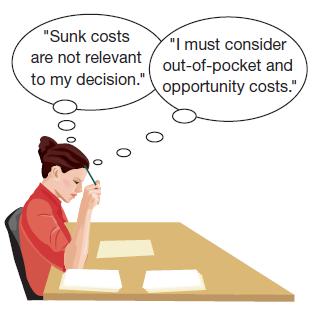 "Sunk costs
are not relevant
to my decision."
"I must consider
out-of-pocket and
opportunity costs."